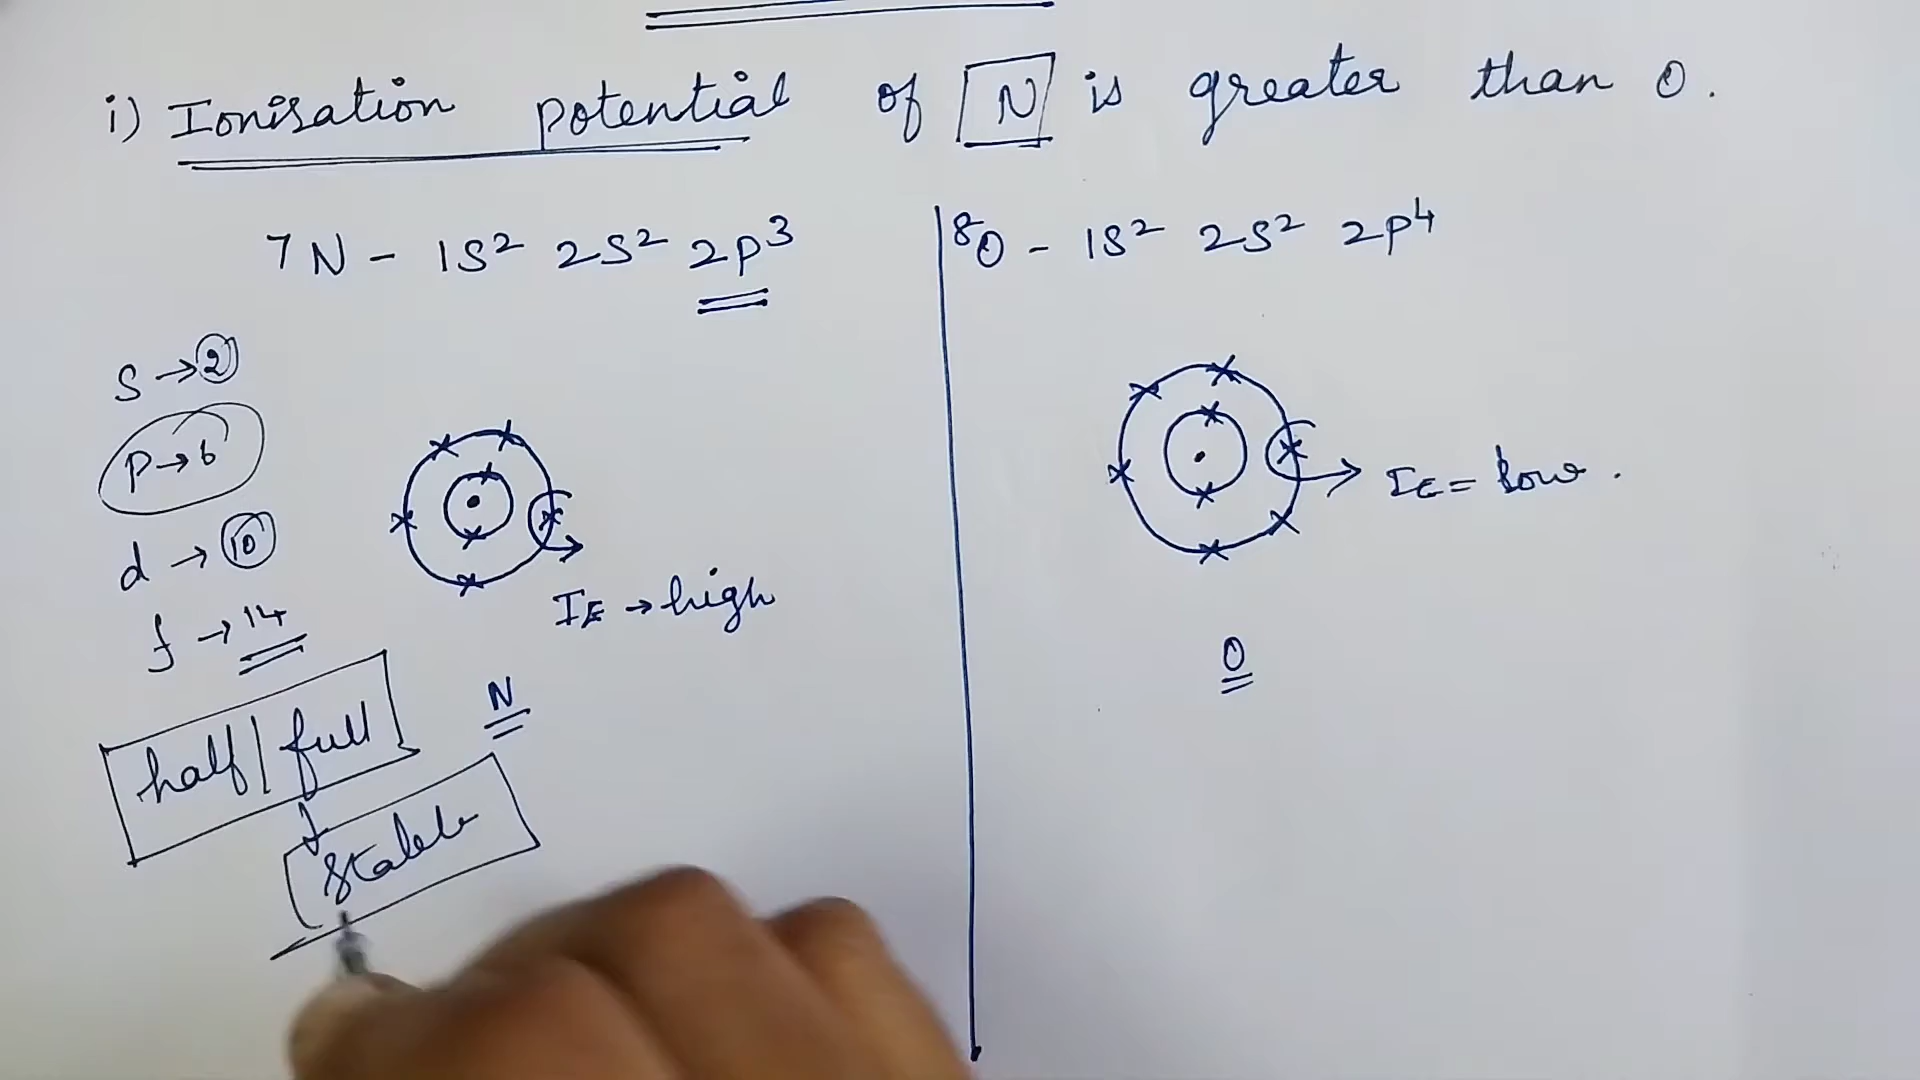 i) Ionisation potential of N is greater than O.
7N - 1s² 2s² 2p³
8O - 1s² 2s² 2p⁴
s → 2
p → 6
d → 10
f → 14
IE → high
IE = low.
N
O
half / full
stable